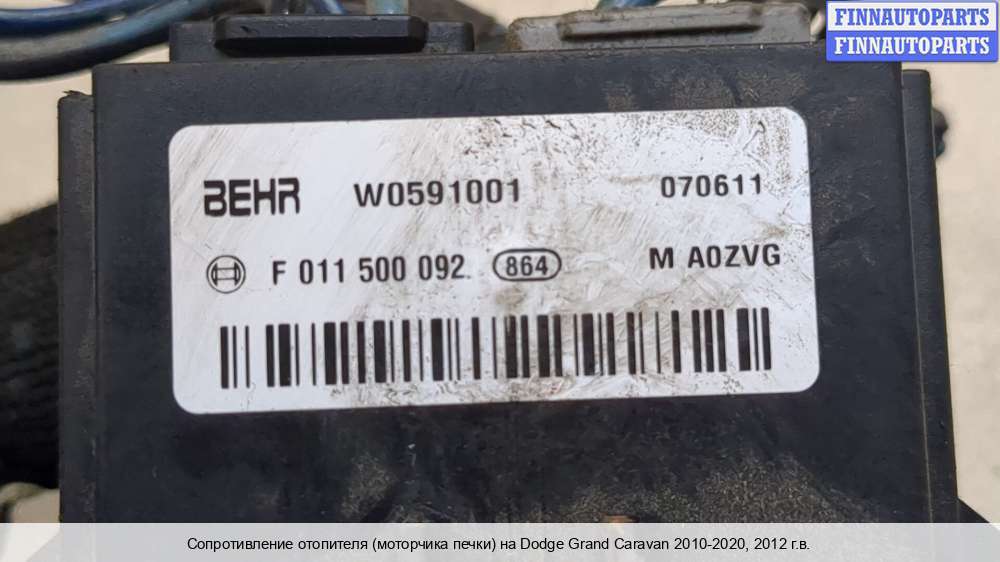 FINNAUTOPARTS
FINNAUTOPARTS
BEHR W0591001 070611
F 011 500 092 864 M A0ZVG
Сопротивление отопителя (моторчика печки) на Dodge Grand Caravan 2010-2020, 2012 г.в.